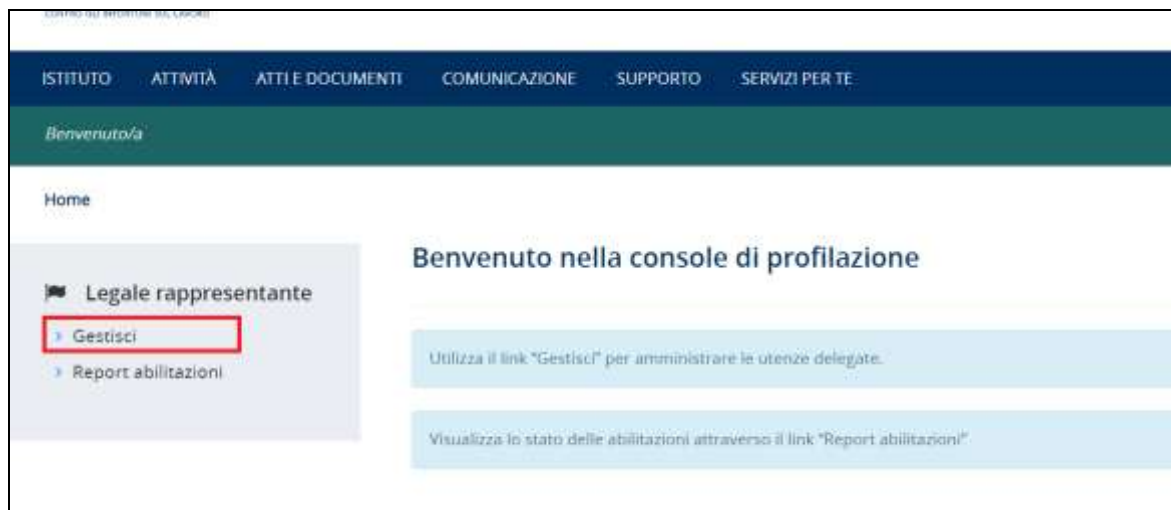 ISTITUTO ATTIVITÀ ATTI E DOCUMENTI COMUNICAZIONE SUPPORTO SERVIZI PER TE
Benvenuto/a
Home
Legale rappresentante
Gestisci
Report abilitazioni
Benvenuto nella console di profilazione
Utilizza il link "Gestisci" per amministrare le utenze delegate.
Visualizza lo stato delle abilitazioni attraverso il link "Report abilitazioni"